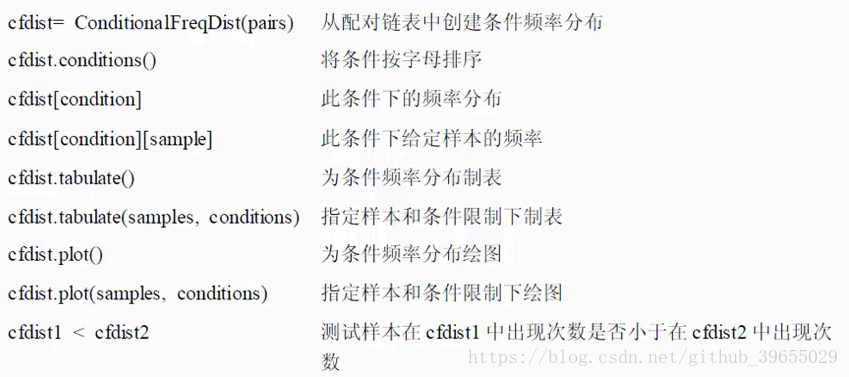 cfdist= ConditionalFreqDist(pairs) 从配对链表中创建条件频率分布
cfdist.conditions() 将条件按字母排序
cfdist[condition] 此条件下的频率分布
cfdist[condition][sample] 此条件下给定样本的频率
cfdist.tabulate() 为条件频率分布制表
cfdist.tabulate(samples, conditions) 指定样本和条件限制下制表
cfdist.plot() 为条件频率分布绘图
cfdist.plot(samples, conditions) 指定样本和条件限制下绘图
cfdist1 < cfdist2 测试样本在 cfdist1 中出现次数是否小于在 cfdist2 中出现次
数
https://blog.csdn.net/github_39655029